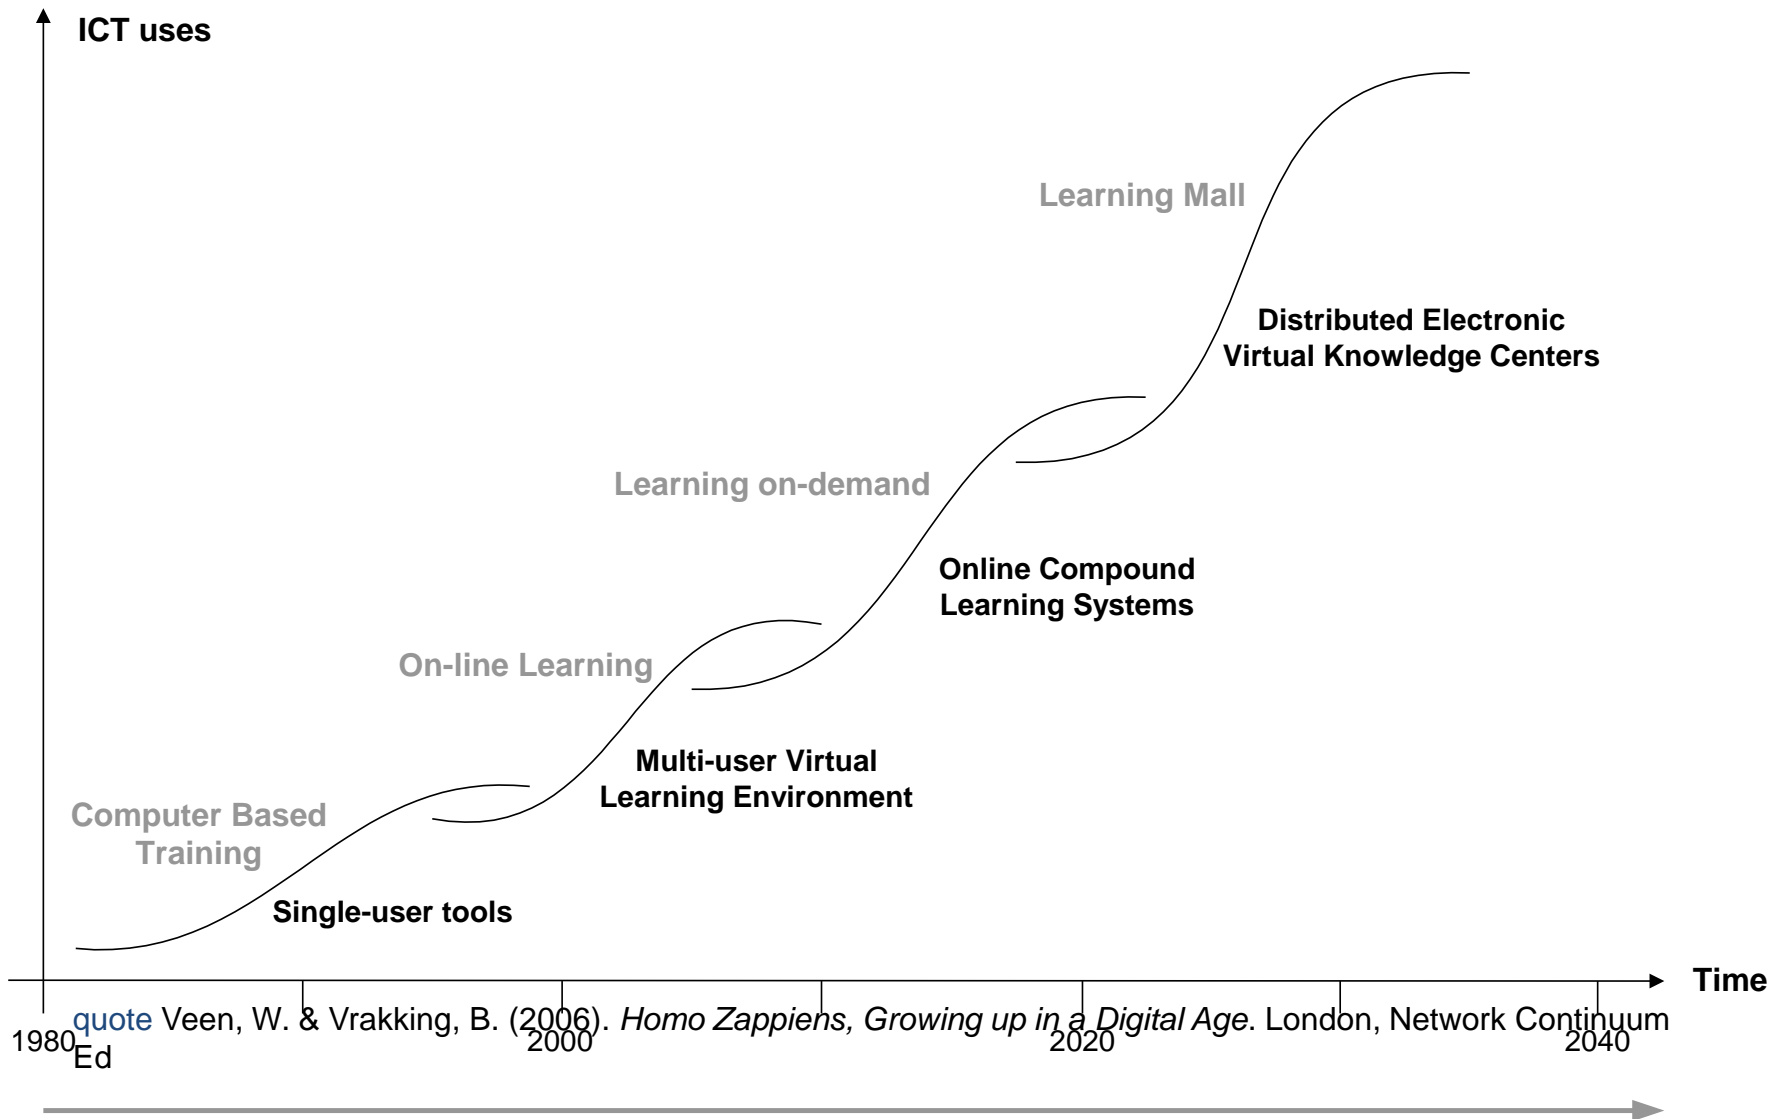 ICT uses
Learning Mall
Distributed Electronic
Virtual Knowledge Centers
Learning on-demand
Online Compound
Learning Systems
On-line Learning
Multi-user Virtual
Learning Environment
Computer Based
Training
Single-user tools
Time
quote Veen, W. & Vrakking, B. (2006). Homo Zappiens, Growing up in a Digital Age. London, Network Continuum
Ed
1980 2000 2020 2040